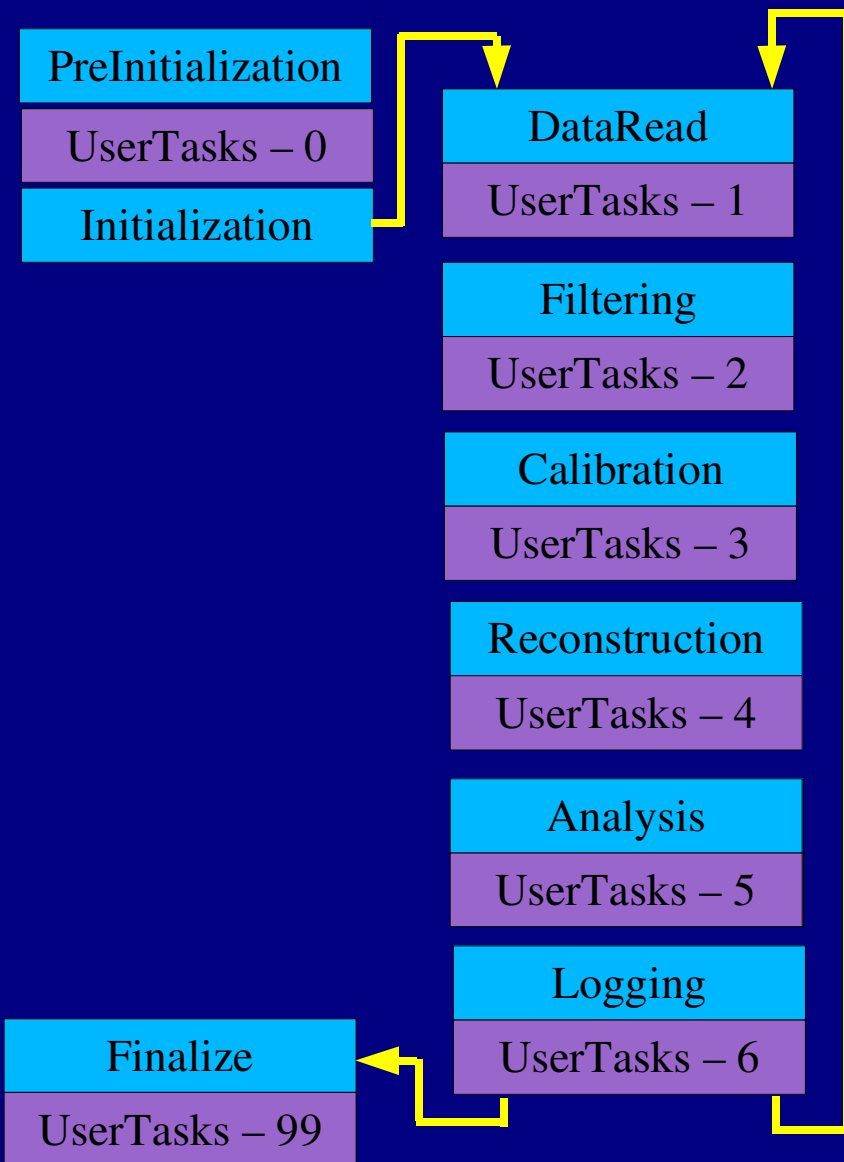 PreInitialization
UserTasks – 0
Initialization
DataRead
UserTasks – 1
Filtering
UserTasks – 2
Calibration
UserTasks – 3
Reconstruction
UserTasks – 4
Analysis
UserTasks – 5
Logging
UserTasks – 6
Finalize
UserTasks – 99